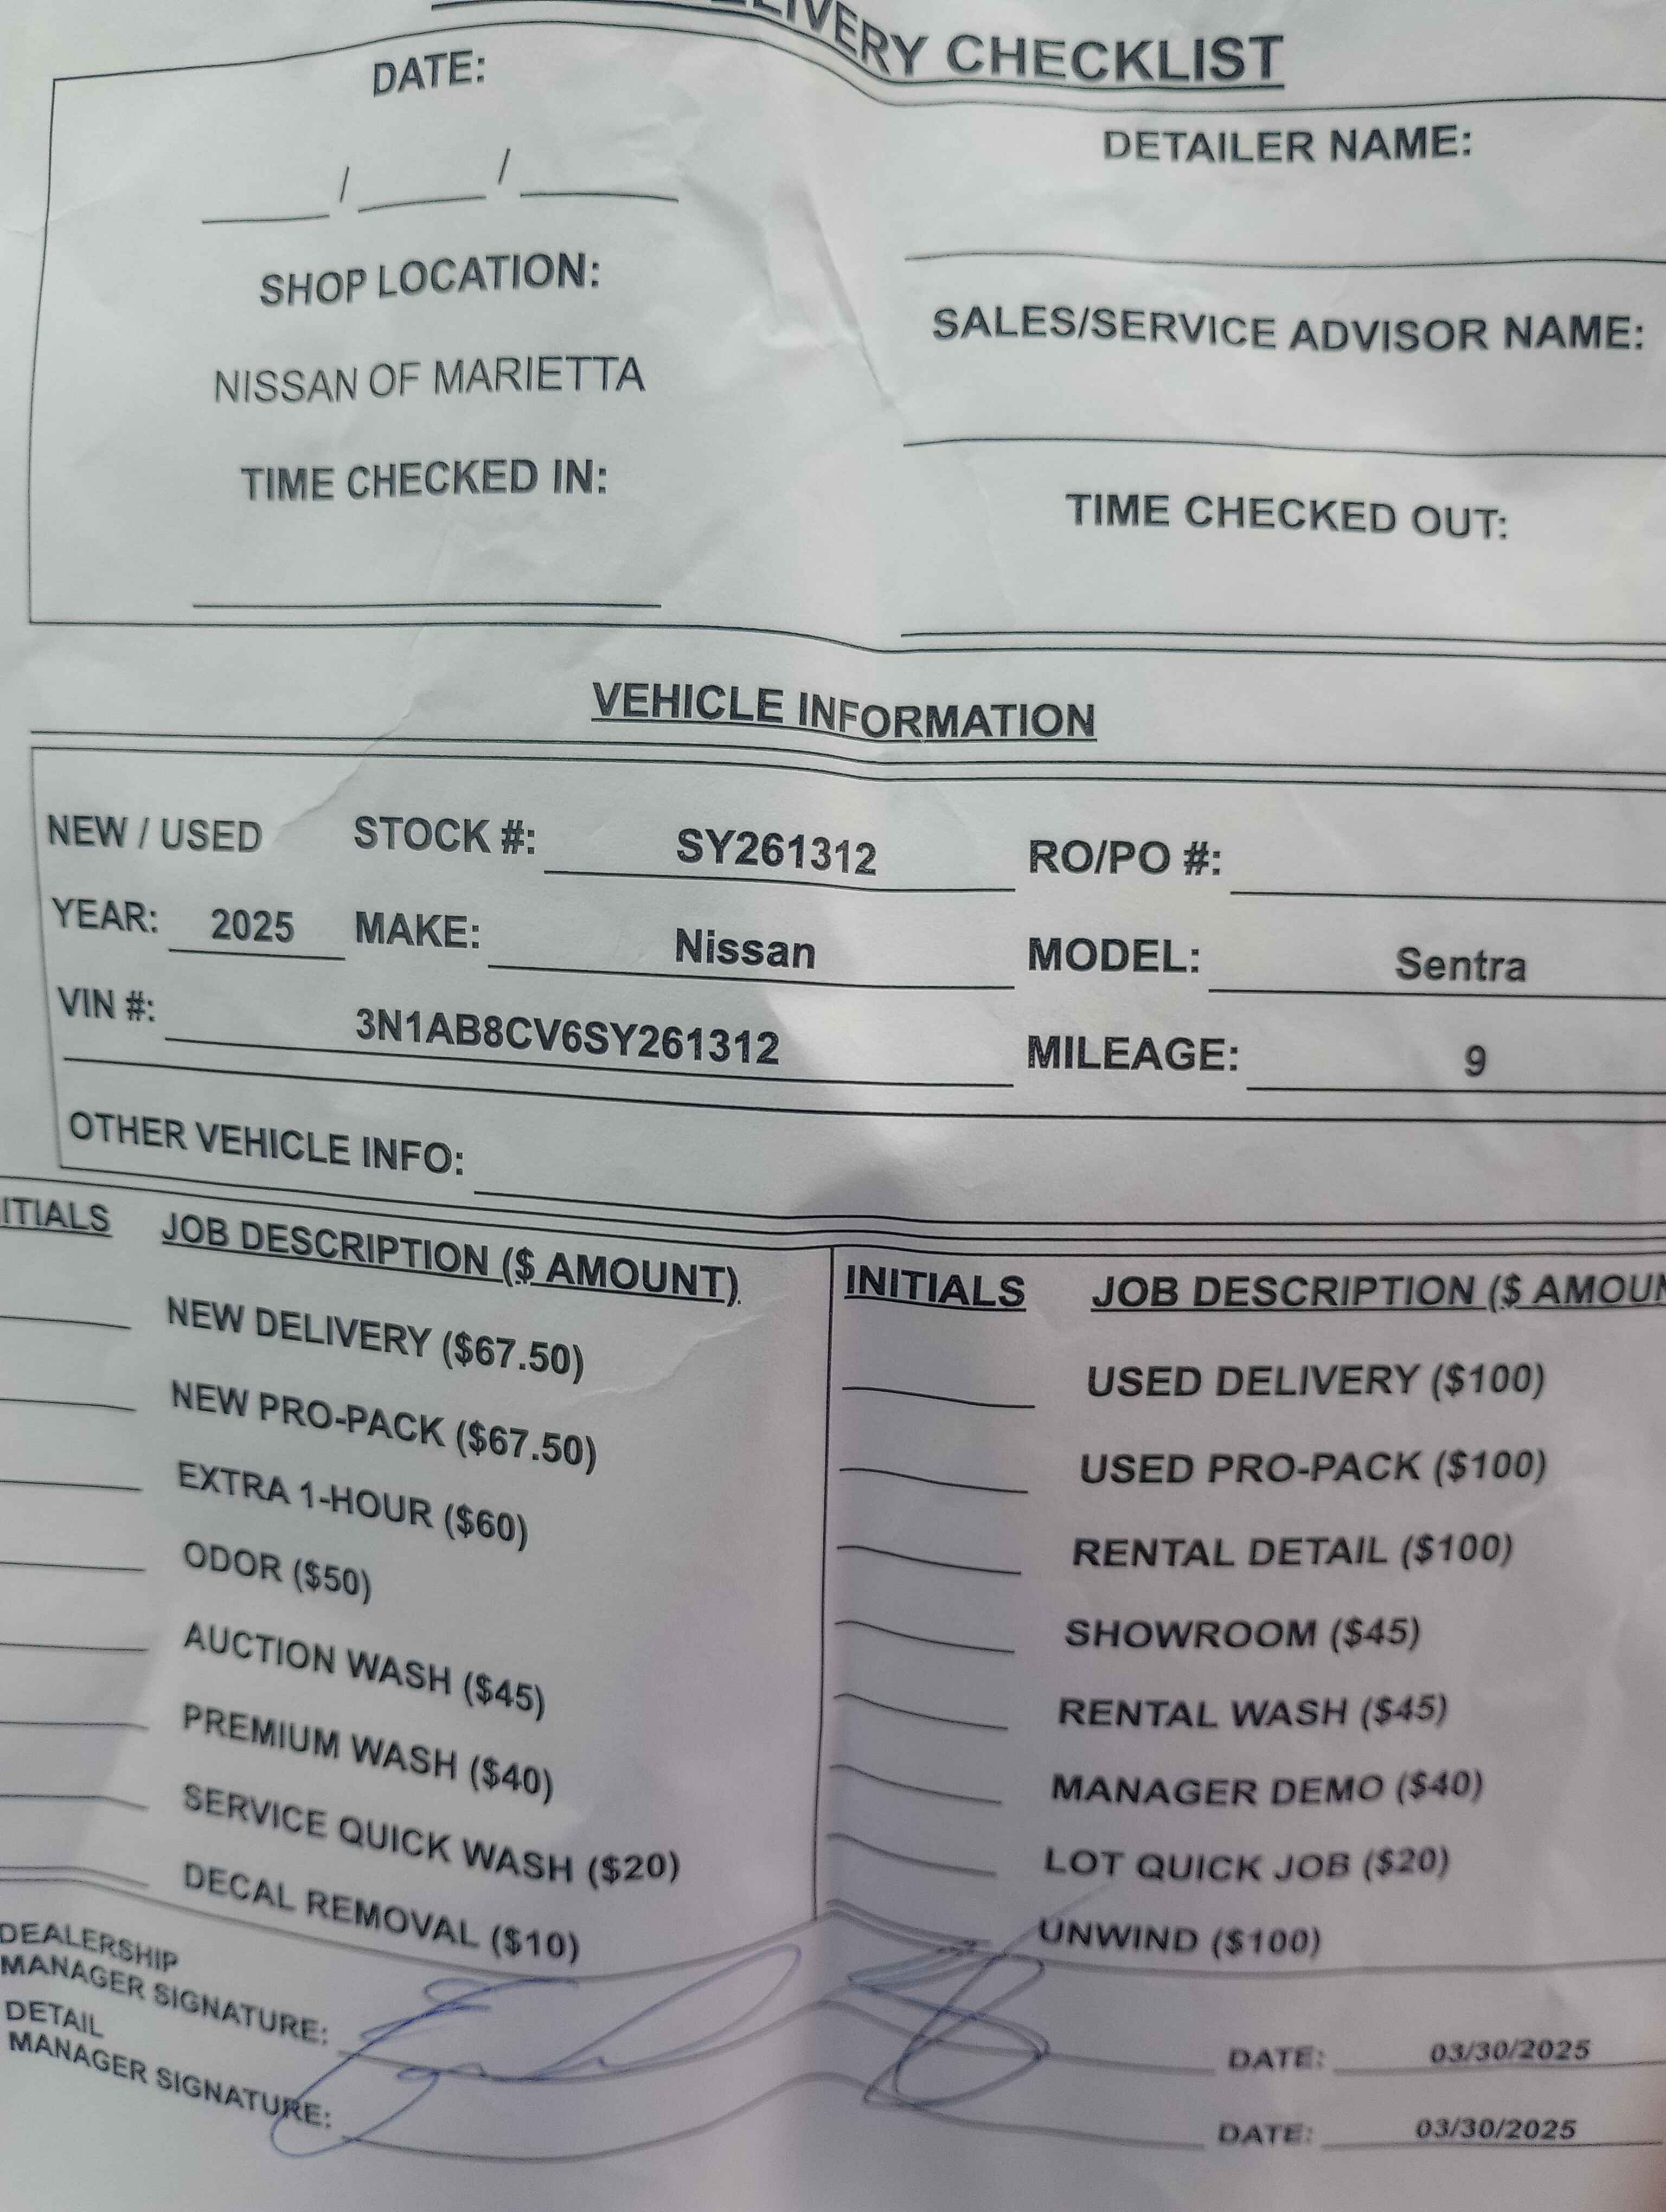 DELIVERY CHECKLIST
DATE:
DETAILER NAME:
/ /
SHOP LOCATION:
SALES/SERVICE ADVISOR NAME:
NISSAN OF MARIETTA
TIME CHECKED IN:
TIME CHECKED OUT:
VEHICLE INFORMATION
NEW / USED STOCK #: SY261312 RO/PO #:
YEAR: 2025 MAKE: Nissan MODEL: Sentra
VIN #: 3N1AB8CV6SY261312 MILEAGE: 9
OTHER VEHICLE INFO:
ITIALS JOB DESCRIPTION ($ AMOUNT) INITIALS JOB DESCRIPTION ($ AMOUN
NEW DELIVERY ($67.50) USED DELIVERY ($100)
NEW PRO-PACK ($67.50) USED PRO-PACK ($100)
EXTRA 1-HOUR ($60) RENTAL DETAIL ($100)
ODOR ($50) SHOWROOM ($45)
AUCTION WASH ($45) RENTAL WASH ($45)
PREMIUM WASH ($40) MANAGER DEMO ($40)
SERVICE QUICK WASH ($20) LOT QUICK JOB ($20)
DECAL REMOVAL ($10) UNWIND ($100)
DEALERSHIP
MANAGER SIGNATURE: DATE: 03/30/2025
DETAIL
MANAGER SIGNATURE: DATE: 03/30/2025